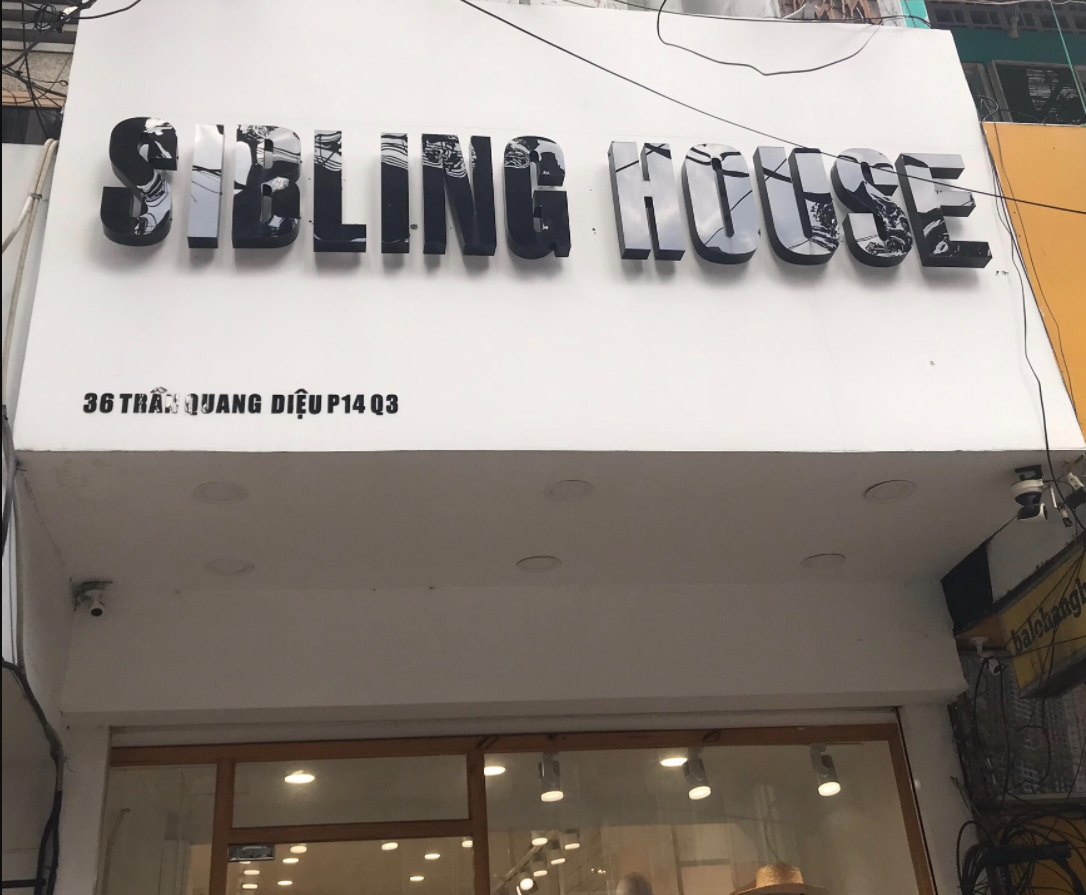 SIBLING HOUSE
36 TRẦN QUANG DIỆU P14 Q3